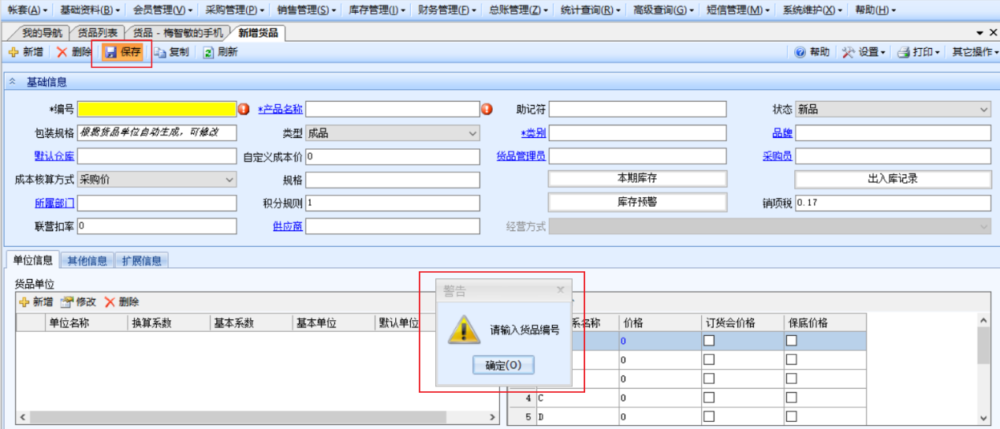 帐套(A) 基础资料(B) 会员管理(V) 采购管理(P) 销售管理(S) 库存管理(I) 财务管理(F) 总账管理(Z) 统计查询(R) 高级查询(G) 短信管理(M) 系统维护(X) 帮助(H)
我的导航 货品列表 货品 - 梅智敏的手机 新增货品
新增 删除 保存 复制 刷新 帮助 设置 打印 其它操作
基础信息
*编号 *产品名称 助记符 状态 新品
包装规格 根据货品单位自动生成，可修改 类型 成品 *类别 品牌
默认仓库 自定义成本价 0 货品管理员 采购员
成本核算方式 采购价 规格 本期库存 出入库记录
所属部门 积分规则 1 库存预警 销项税 0.17
联营扣率 0 供应商 经营方式
单位信息 其他信息 扩展信息
货品单位
新增 修改 删除
单位名称 换算系数 基本系数 基本单位 默认单位
系名称 价格 订货会价格 保底价格
0
0
0
4 C 0
5 D 0
警告
请输入货品编号
确定(O)